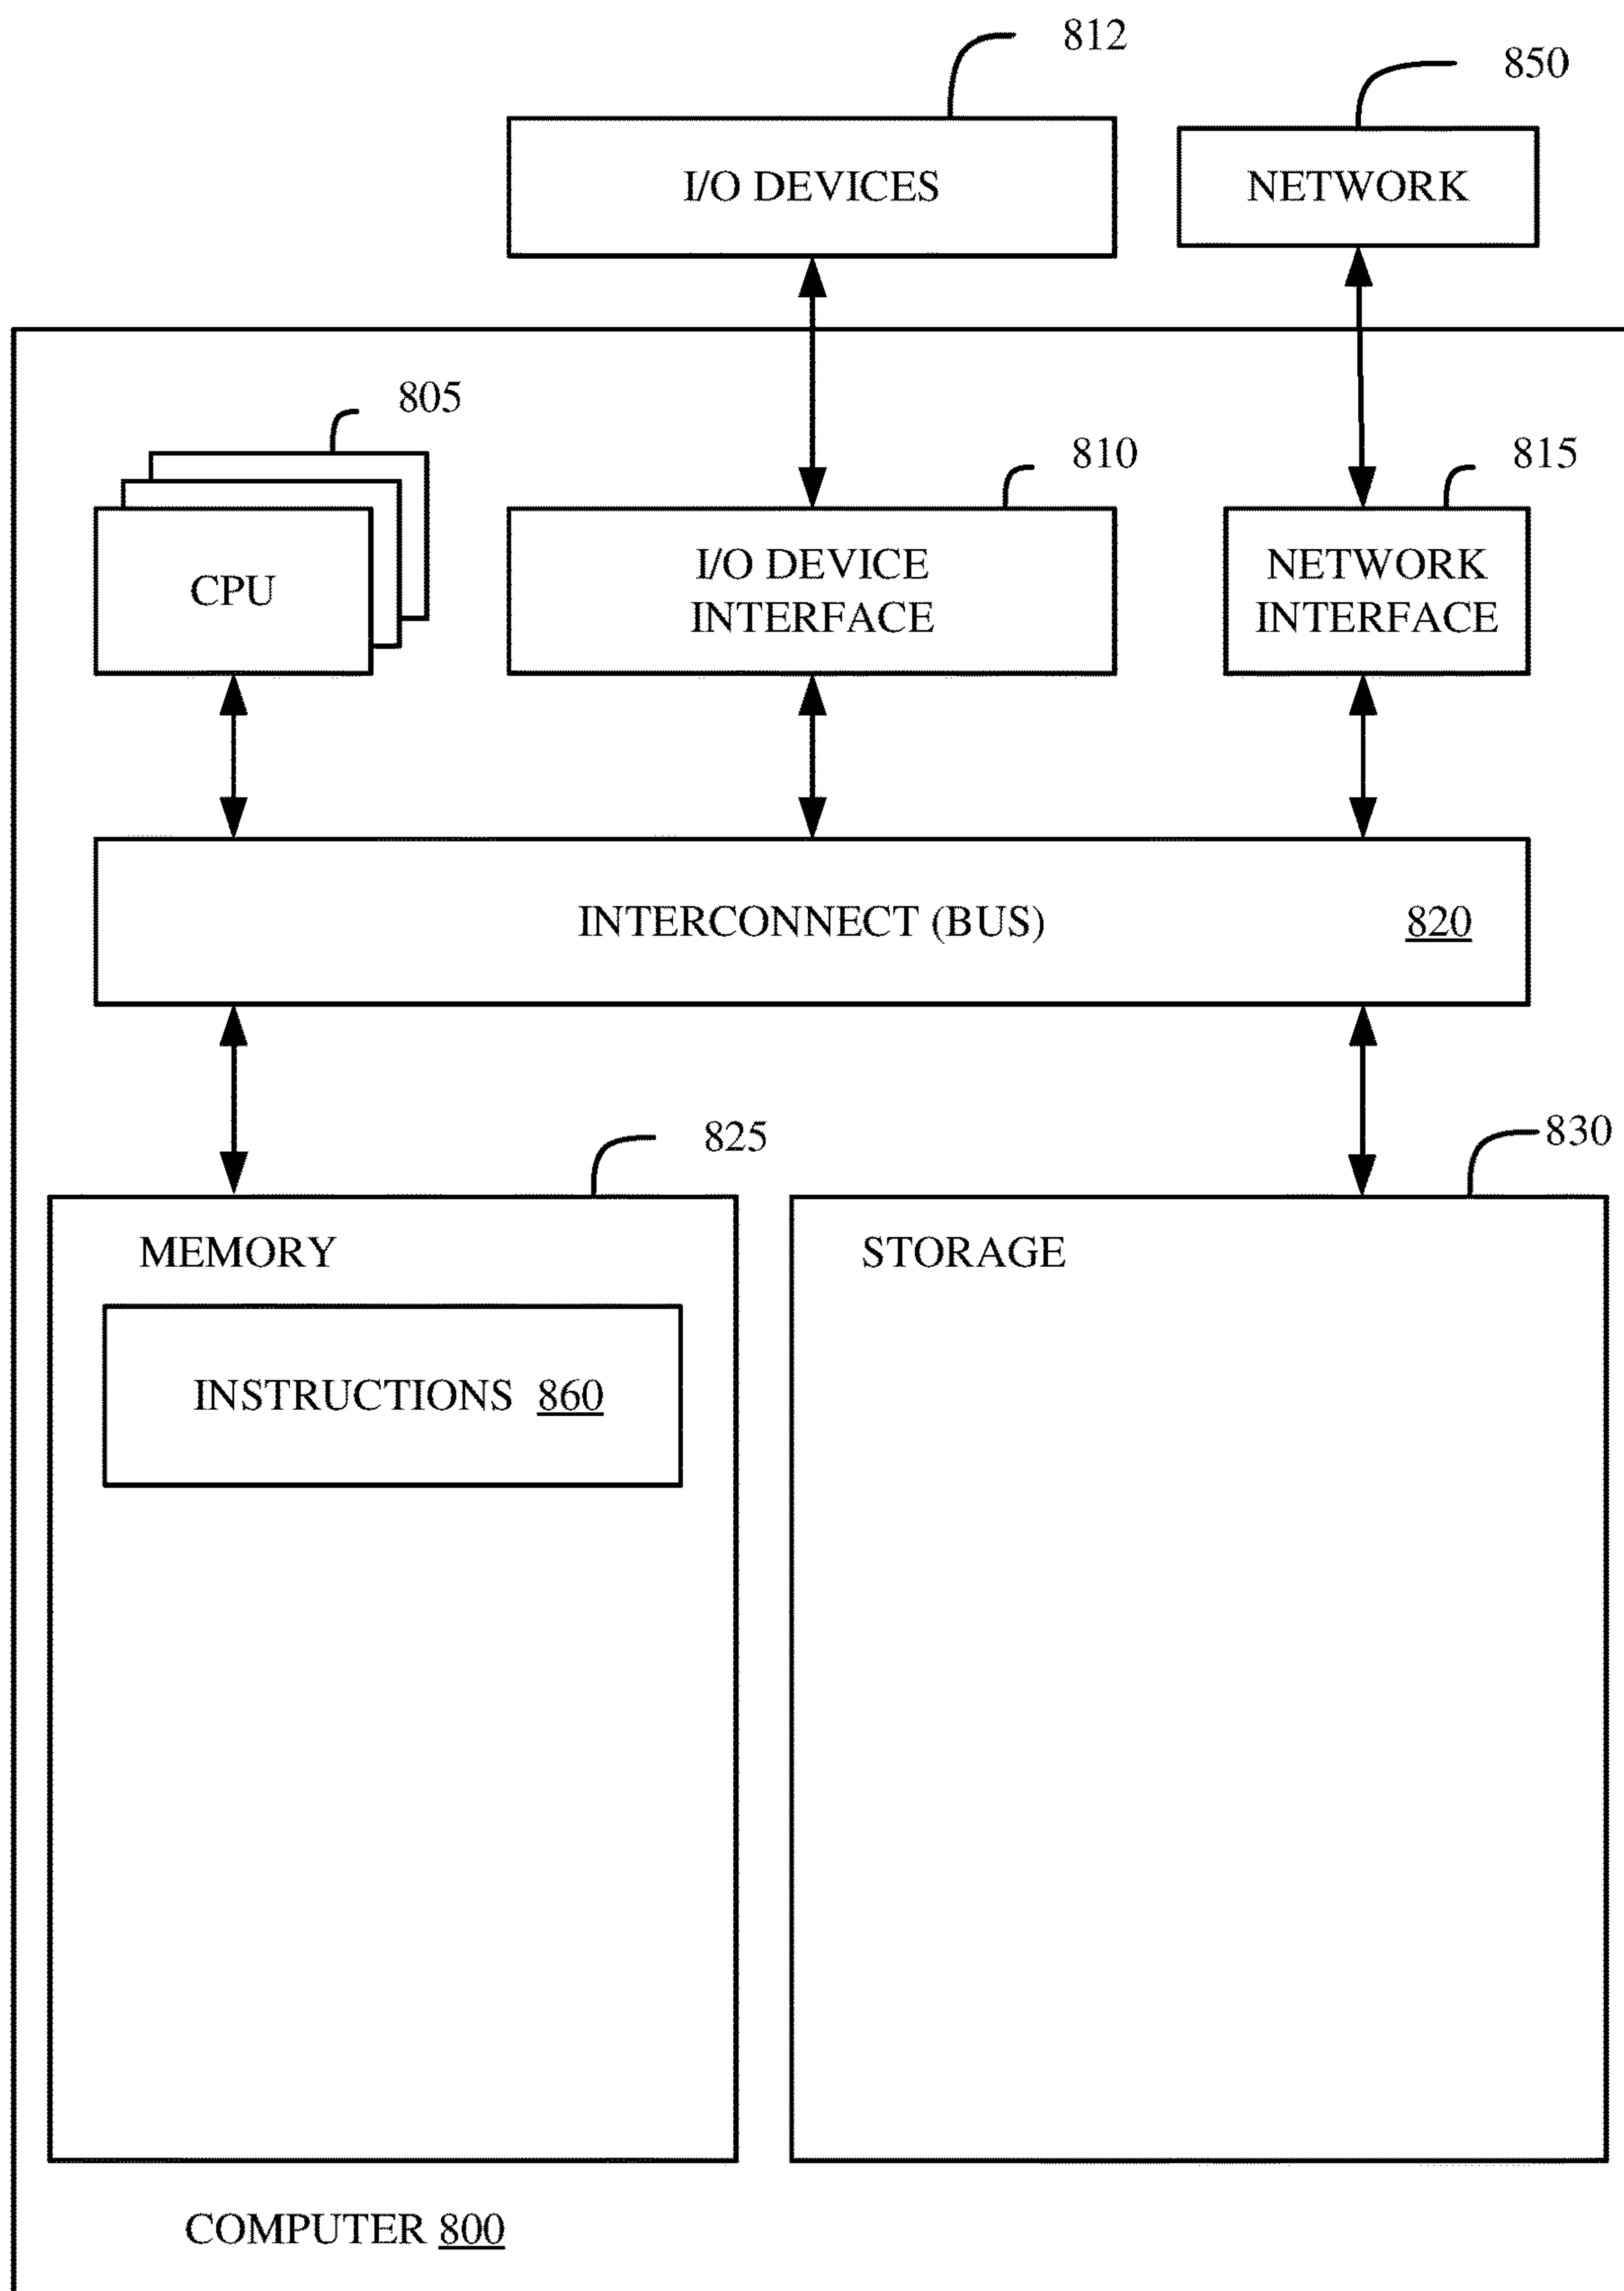 812
850
I/O DEVICES
NETWORK
805
810
815
CPU
I/O DEVICE
INTERFACE
NETWORK
INTERFACE
INTERCONNECT (BUS) 820
825
830
MEMORY
STORAGE
INSTRUCTIONS 860
COMPUTER 800